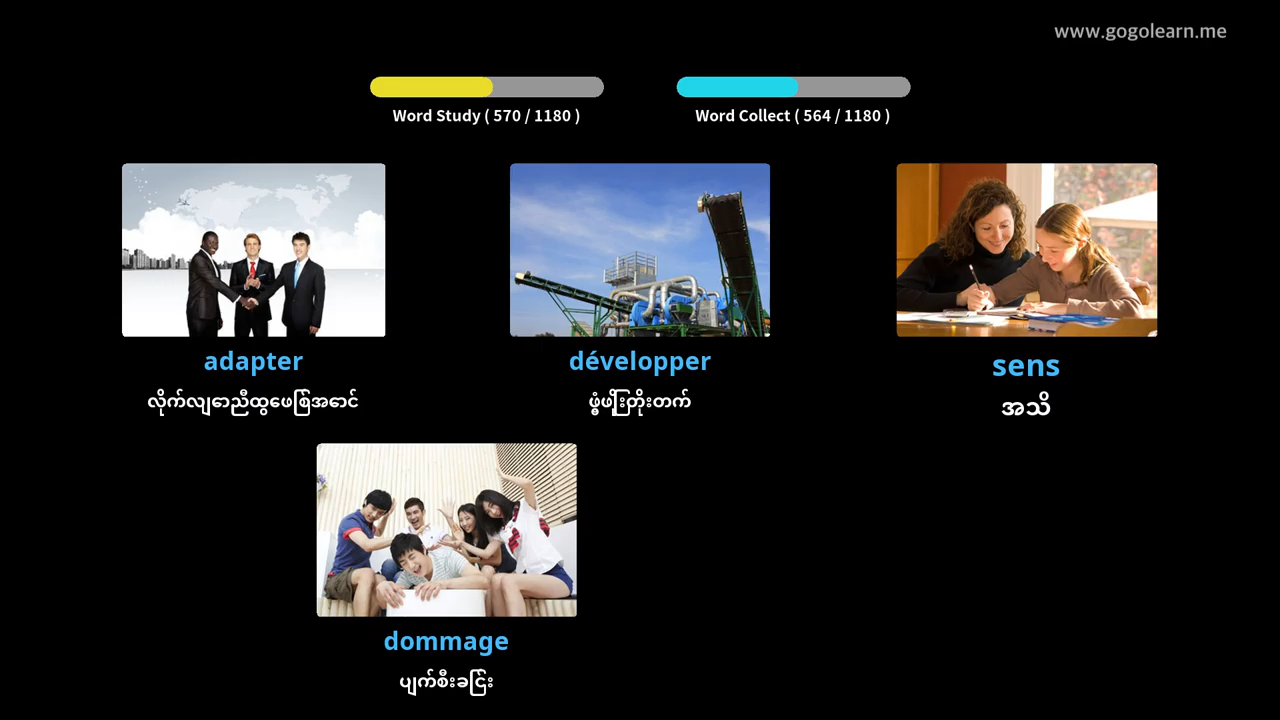 www.gogolearn.me
Word Study ( 570 / 1180 )
Word Collect ( 564 / 1180 )
adapter
développer
sens
လိုက်လျောညီထွဖေစြ်အောင်
ဖွံ့ဖြိုးတိုးတက်
အသိ
dommage
ပျက်စီးခငြ်း